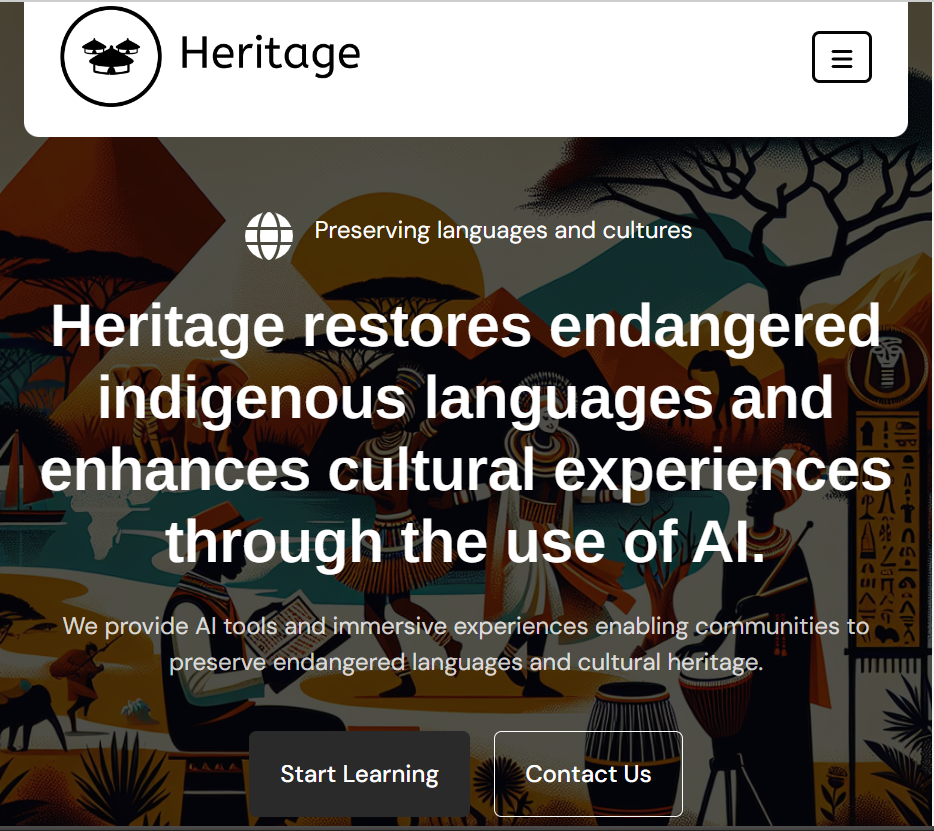 Heritage
Preserving languages and cultures
Heritage restores endangered
indigenous languages and
enhances cultural experiences
through the use of AI.
We provide AI tools and immersive experiences enabling communities to
preserve endangered languages and cultural heritage.
Start Learning
Contact Us